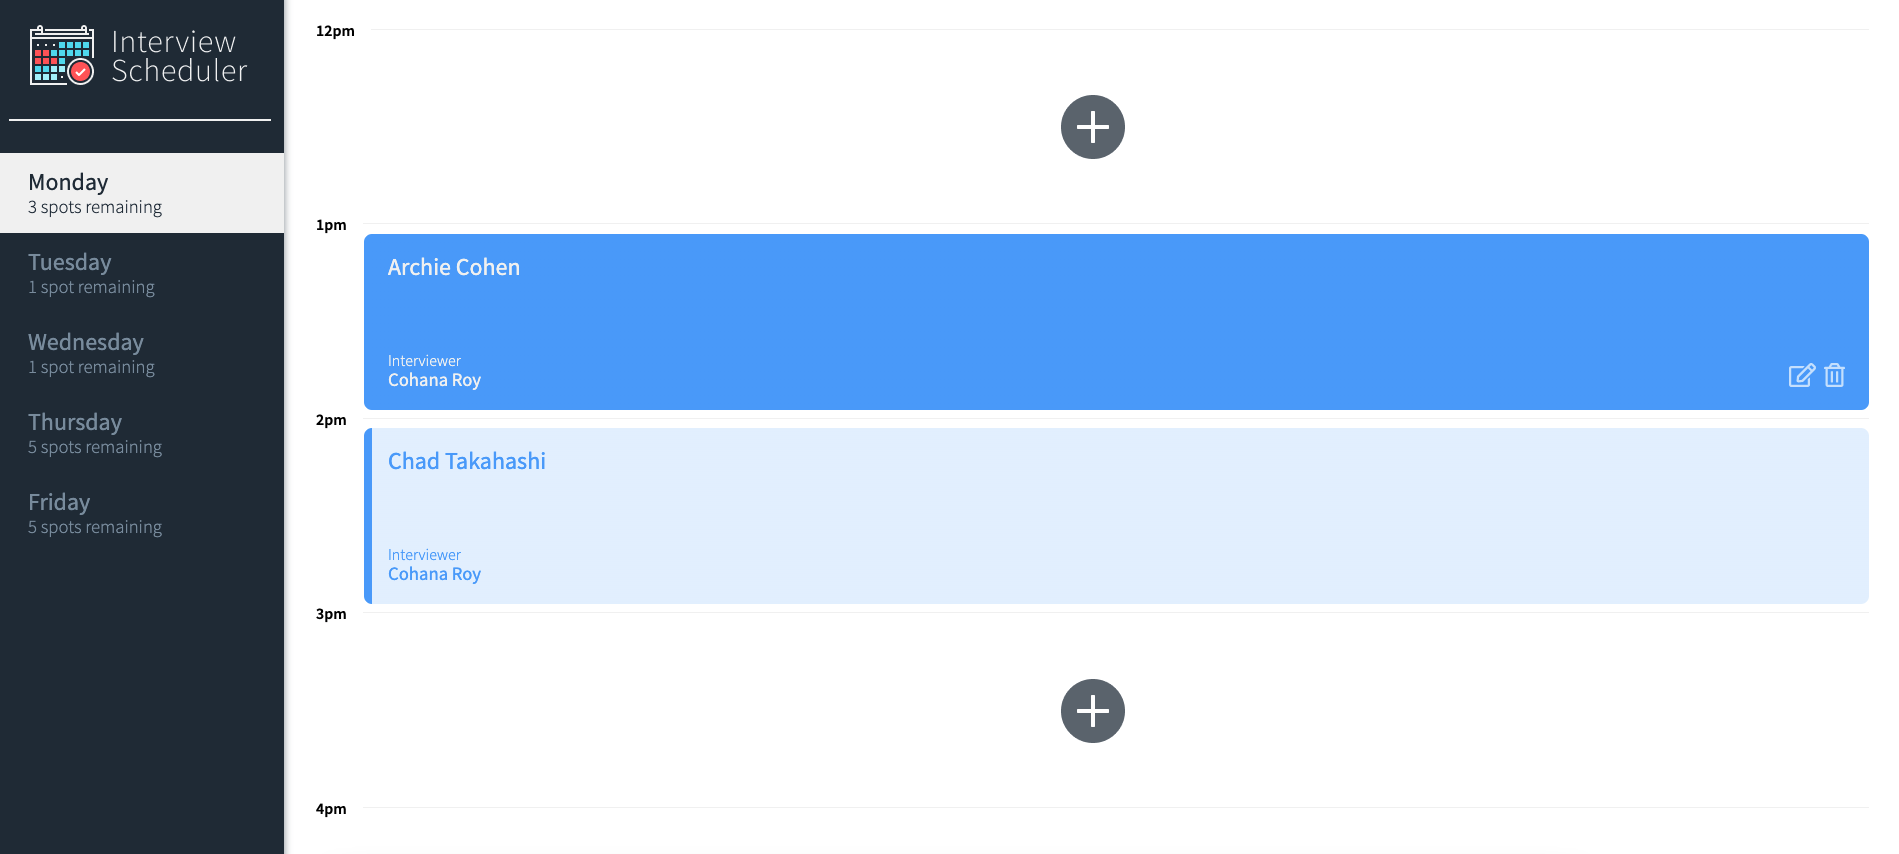 Interview
Scheduler
Monday
3 spots remaining
Tuesday
1 spot remaining
Wednesday
1 spot remaining
Thursday
5 spots remaining
Friday
5 spots remaining
12pm
1pm
Archie Cohen
Interviewer
Cohana Roy
2pm
Chad Takahashi
Interviewer
Cohana Roy
3pm
4pm